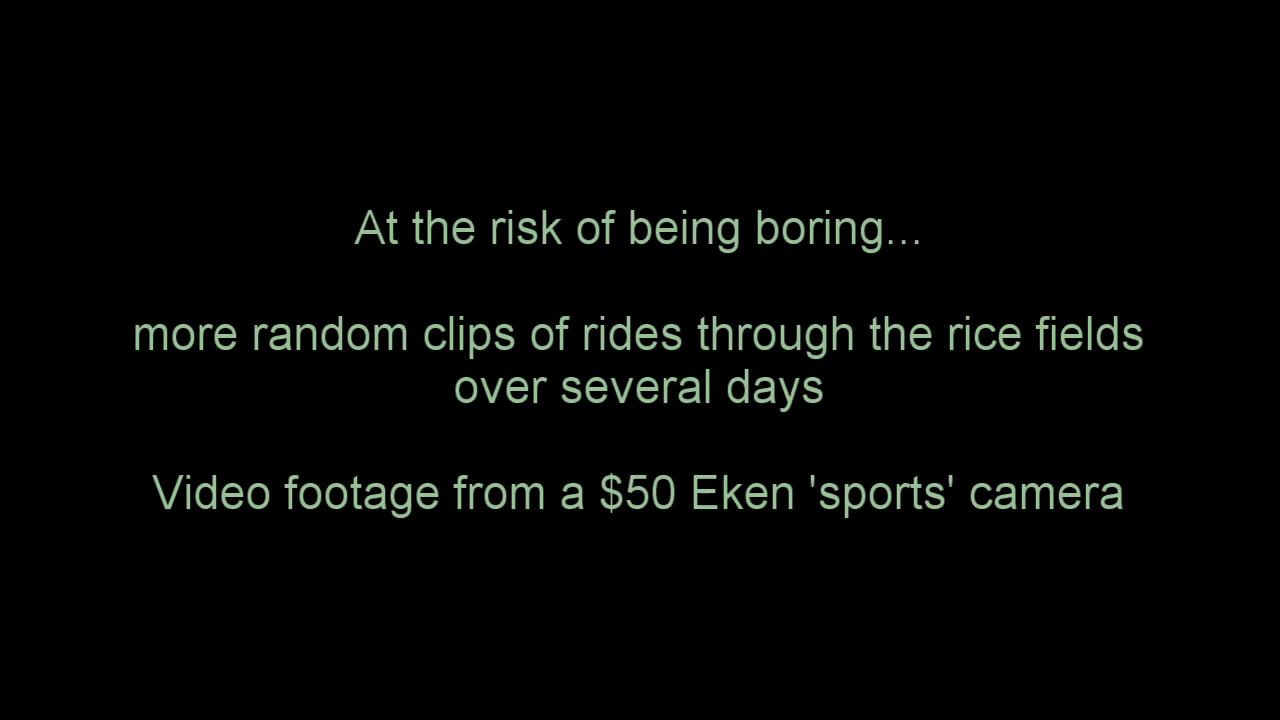 At the risk of being boring...
more random clips of rides through the rice fields
over several days
Video footage from a $50 Eken 'sports' camera